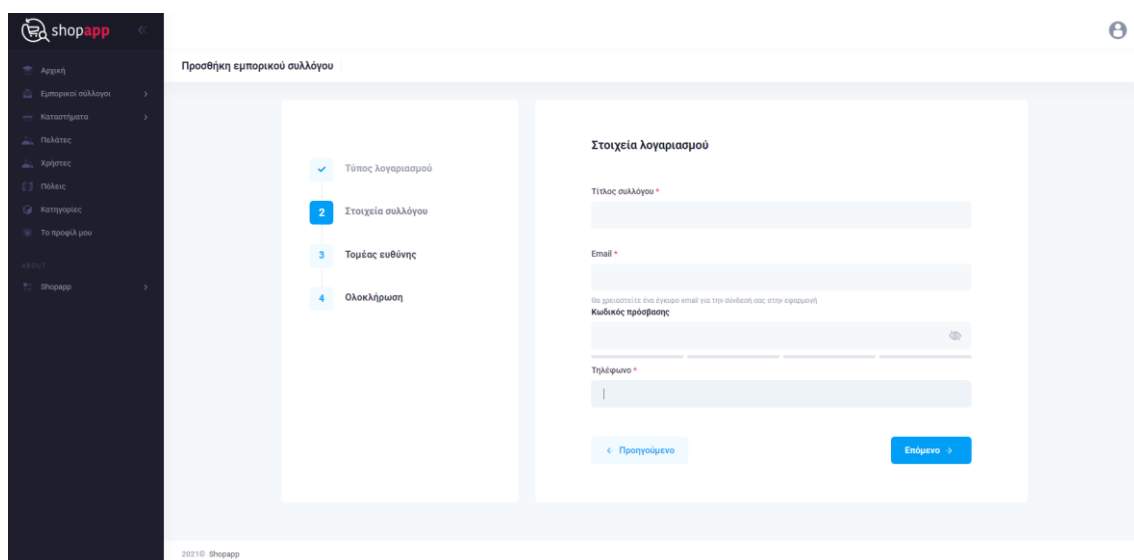 shopapp
Αρχική
Εμπορικοί σύλλογοι
Καταστήματα
Πελάτες
Χρήστες
Πόλεις
Κατηγορίες
Το προφίλ μου
ABOUT
Shopapp
Προσθήκη εμπορικού συλλόγου
Τύπος λογαριασμού
2 Στοιχεία συλλόγου
3 Τομέας ευθύνης
4 Ολοκλήρωση
Στοιχεία λογαριασμού
Τίτλος συλλόγου *
Email *
Θα χρειαστείτε ένα έγκυρο email για την σύνδεσή σας στην εφαρμογή
Κωδικός πρόσβασης
Τηλέφωνο *
Προηγούμενο
Επόμενο
2021© Shopapp